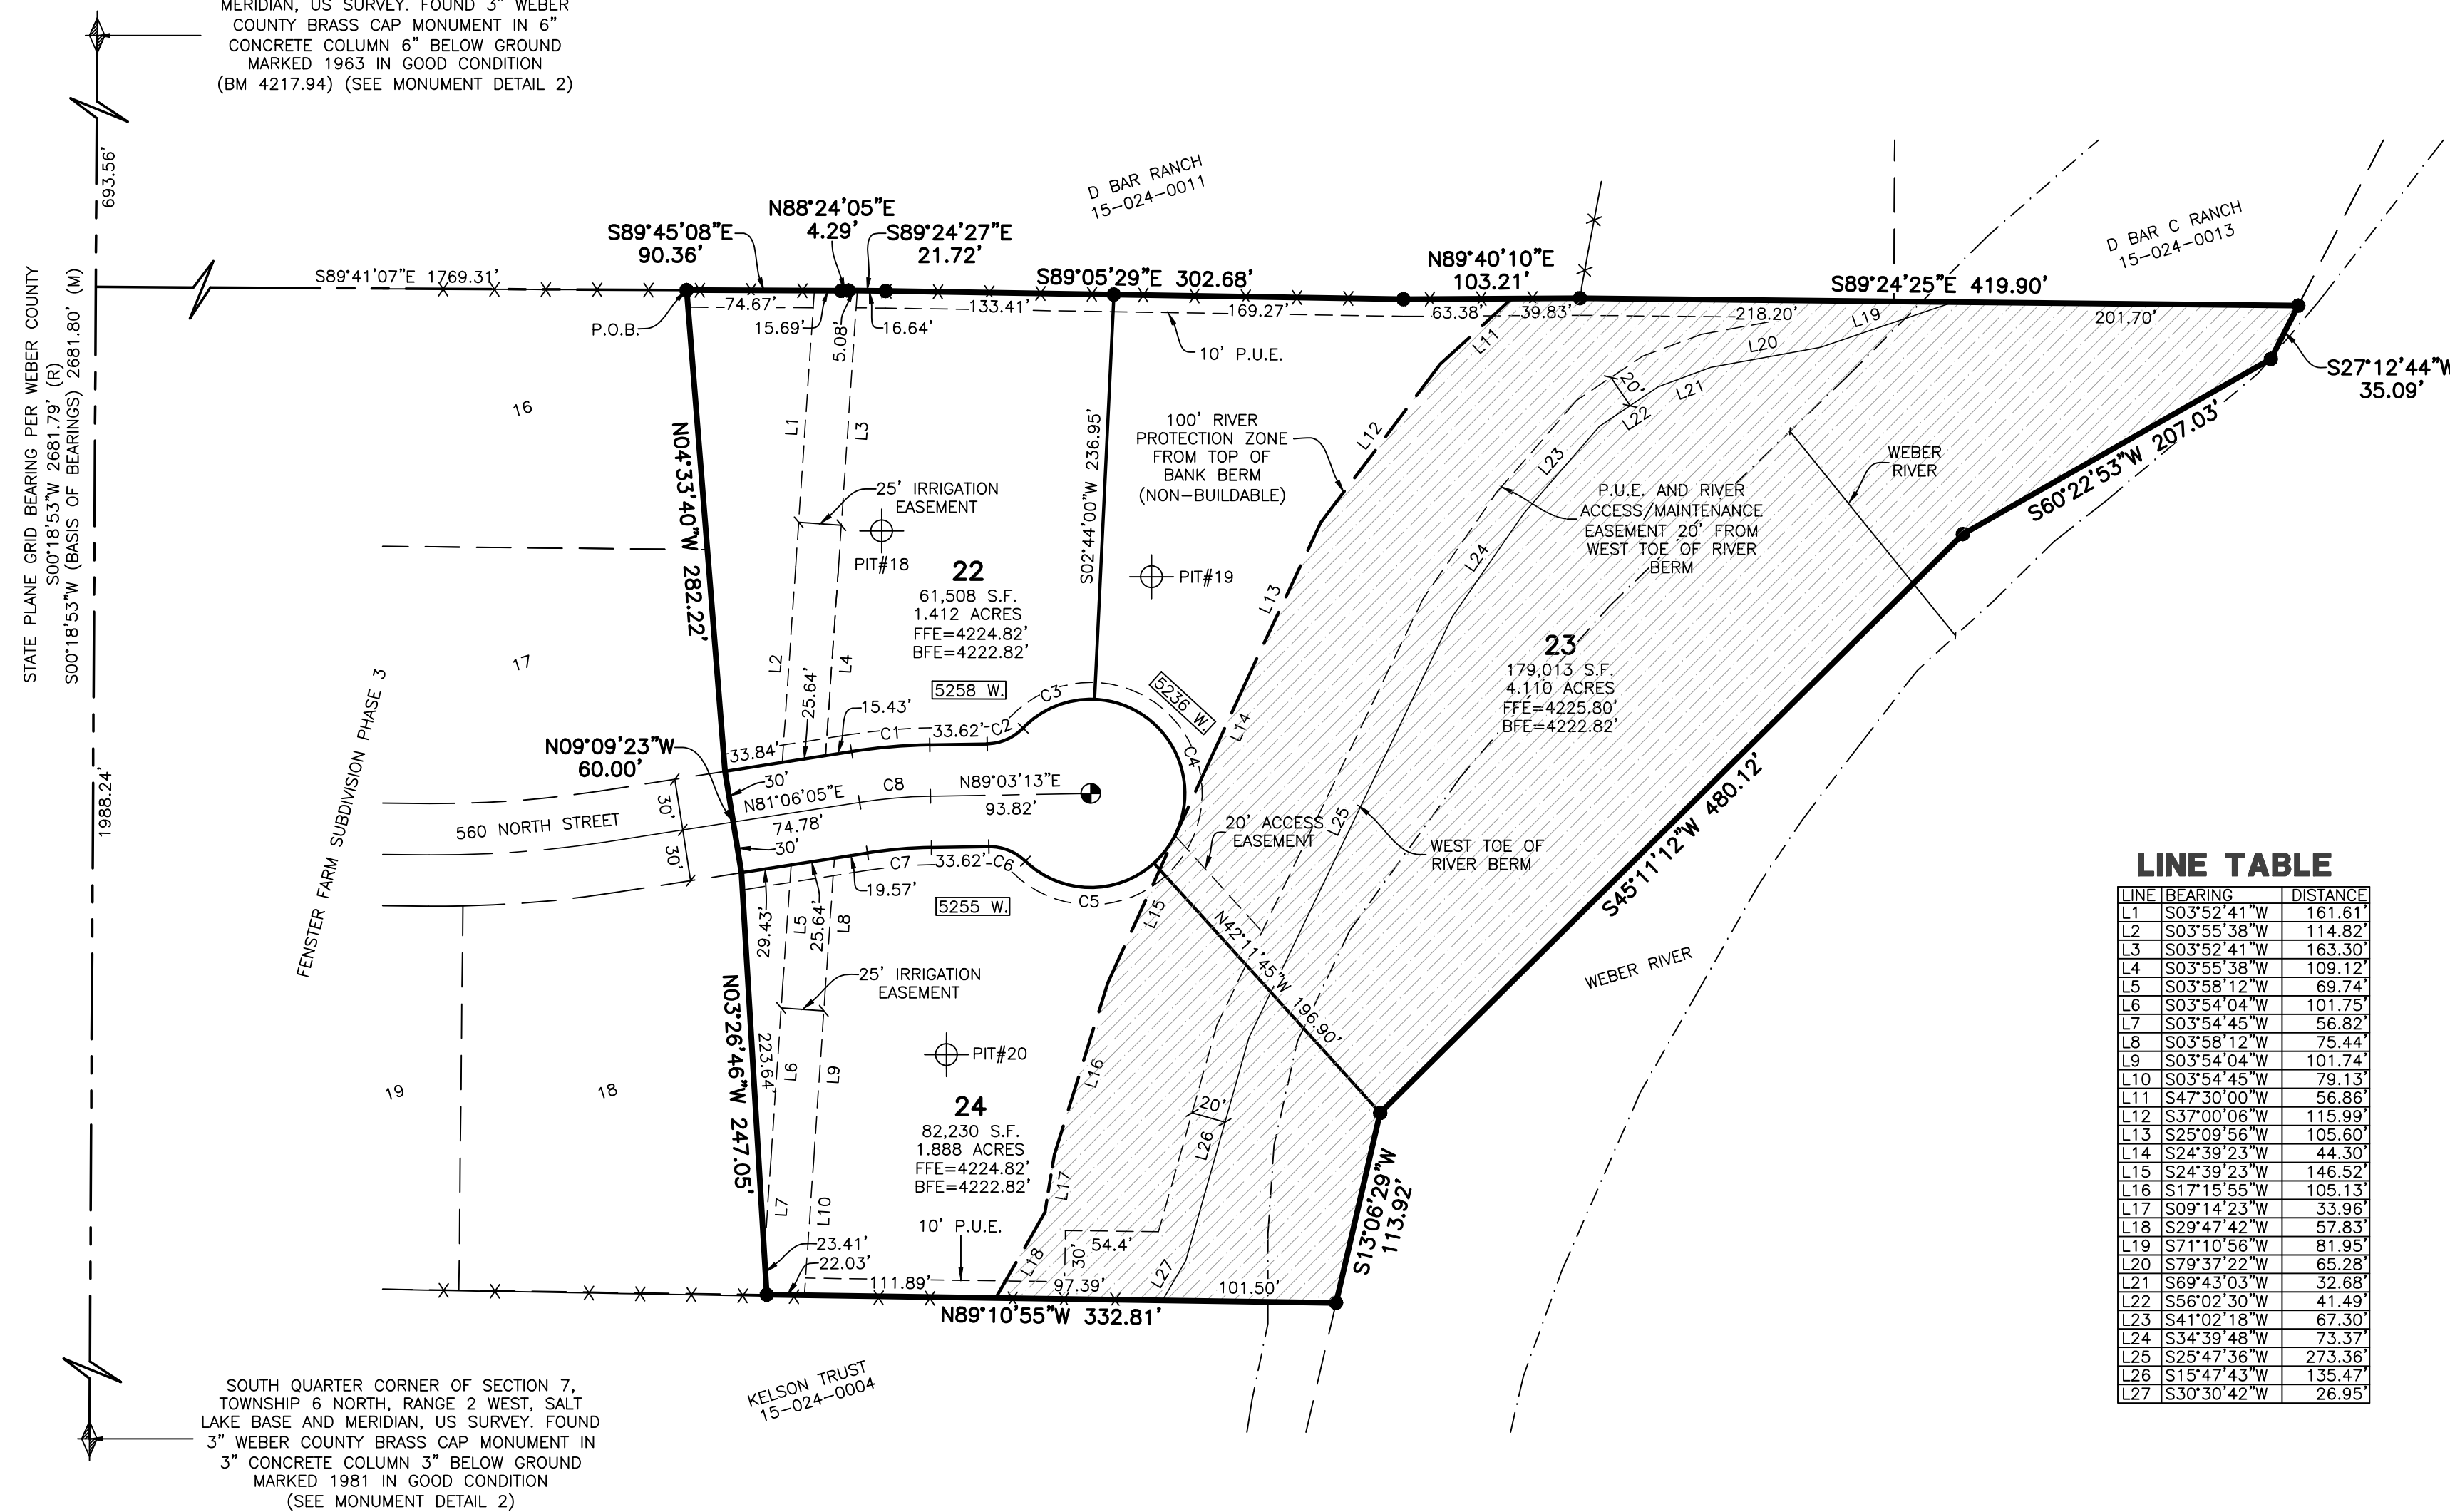 MERIDIAN, US SURVEY. FOUND 3" WEBER
COUNTY BRASS CAP MONUMENT IN 6"
CONCRETE COLUMN 6" BELOW GROUND
MARKED 1963 IN GOOD CONDITION
(BM 4217.94) (SEE MONUMENT DETAIL 2)
693.56'
STATE PLANE GRID BEARING PER WEBER COUNTY
S00°18'53"W 2681.79' (R)
S00°18'53"W (BASIS OF BEARINGS) 2681.80' (M)
1988.24'
S89°41'07"E 1769.31'
S89°45'08"E
90.36'
N88°24'05"E
4.29'
S89°24'27"E
21.72'
D BAR RANCH
15-024-0011
S89°05'29"E 302.68'
N89°40'10"E
103.21'
S89°24'25"E 419.90'
D BAR C RANCH
15-024-0013
P.O.B.
74.67'
15.69'
5.08'
16.64'
133.41'
169.27'
63.38'
39.83'
218.20'
201.70'
10' P.U.E.
S27°12'44"W
35.09'
S60°22'53"W 207.03'
S45°11'12"W 480.12'
S13°06'29"W
113.92'
L11
L12
L13
L14
L15
L16
L17
L18
L19
L20
L21
L22
L23
L24
L25
L26
L27
20'
16
17
18
19
FENSTER FARM SUBDIVISION PHASE 3
N04°33'40"W 282.22'
L1
L3
L2
L4
25' IRRIGATION
EASEMENT
PIT#18
22
61,508 S.F.
1.412 ACRES
FFE=4224.82'
BFE=4222.82'
5258 W.
S02°44'00"W 236.95'
100' RIVER
PROTECTION ZONE
FROM TOP OF
BANK BERM
(NON-BUILDABLE)
PIT#19
P.U.E. AND RIVER
ACCESS/MAINTENANCE
EASEMENT 20' FROM
WEST TOE OF RIVER
BERM
WEBER
RIVER
23
179,013 S.F.
4.110 ACRES
FFE=4225.80'
BFE=4222.82'
5236 W.
25.64'
15.43'
33.84'
C1
33.62'
C2
C3
C4
N09°09'23"W
60.00'
30'
30'
30'
30'
N81°06'05"E
74.78'
C8
N89°03'13"E
93.82'
560 NORTH STREET
C7
33.62'
C6
C5
19.57'
5255 W.
20' ACCESS
EASEMENT
WEST TOE OF
RIVER BERM
N42°11'45"W 196.90'
WEBER RIVER
29.43'
L5
25.64'
L8
25' IRRIGATION
EASEMENT
N03°26'46"W 247.05'
223.64'
L6
L9
PIT#20
24
82,230 S.F.
1.888 ACRES
FFE=4224.82'
BFE=4222.82'
L7
L10
10' P.U.E.
20'
23.41'
22.03'
111.89'
30'
54.4'
97.39'
101.50'
N89°10'55"W 332.81'
KELSON TRUST
15-024-0004
SOUTH QUARTER CORNER OF SECTION 7,
TOWNSHIP 6 NORTH, RANGE 2 WEST, SALT
LAKE BASE AND MERIDIAN, US SURVEY. FOUND
3" WEBER COUNTY BRASS CAP MONUMENT IN
3" CONCRETE COLUMN 3" BELOW GROUND
MARKED 1981 IN GOOD CONDITION
(SEE MONUMENT DETAIL 2)
LINE TABLE
LINE BEARING DISTANCE
L1 S03°52'41"W 161.61'
L2 S03°55'38"W 114.82'
L3 S03°52'41"W 163.30'
L4 S03°55'38"W 109.12'
L5 S03°58'12"W 69.74'
L6 S03°54'04"W 101.75'
L7 S03°54'45"W 56.82'
L8 S03°58'12"W 75.44'
L9 S03°54'04"W 101.74'
L10 S03°54'45"W 79.13'
L11 S47°30'00"W 56.86'
L12 S37°00'06"W 115.99'
L13 S25°09'56"W 105.60'
L14 S24°39'23"W 44.30'
L15 S24°39'23"W 146.52'
L16 S17°15'55"W 105.13'
L17 S09°14'23"W 33.96'
L18 S29°47'42"W 57.83'
L19 S71°10'56"W 81.95'
L20 S79°37'22"W 65.28'
L21 S69°43'03"W 32.68'
L22 S56°02'30"W 41.49'
L23 S41°02'18"W 67.30'
L24 S34°39'48"W 73.37'
L25 S25°47'36"W 273.36'
L26 S15°47'43"W 135.47'
L27 S30°30'42"W 26.95'